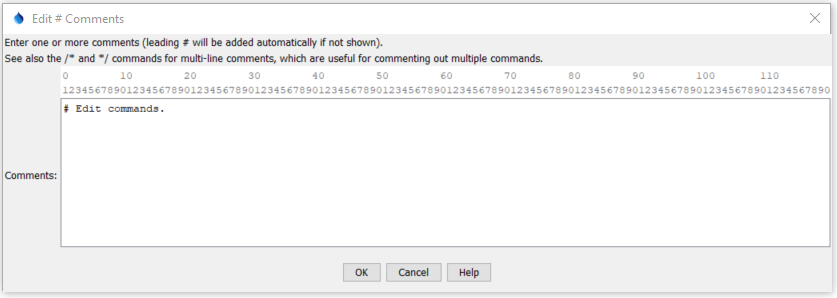 Edit # Comments
Enter one or more comments (leading # will be added automatically if not shown).
See also the /* and */ commands for multi-line comments, which are useful for commenting out multiple commands.
0 10 20 30 40 50 60 70 80 90 100 110
123456789012345678901234567890123456789012345678901234567890123456789012345678901234567890123456789012345678901234567890
# Edit commands.
Comments:
OK Cancel Help